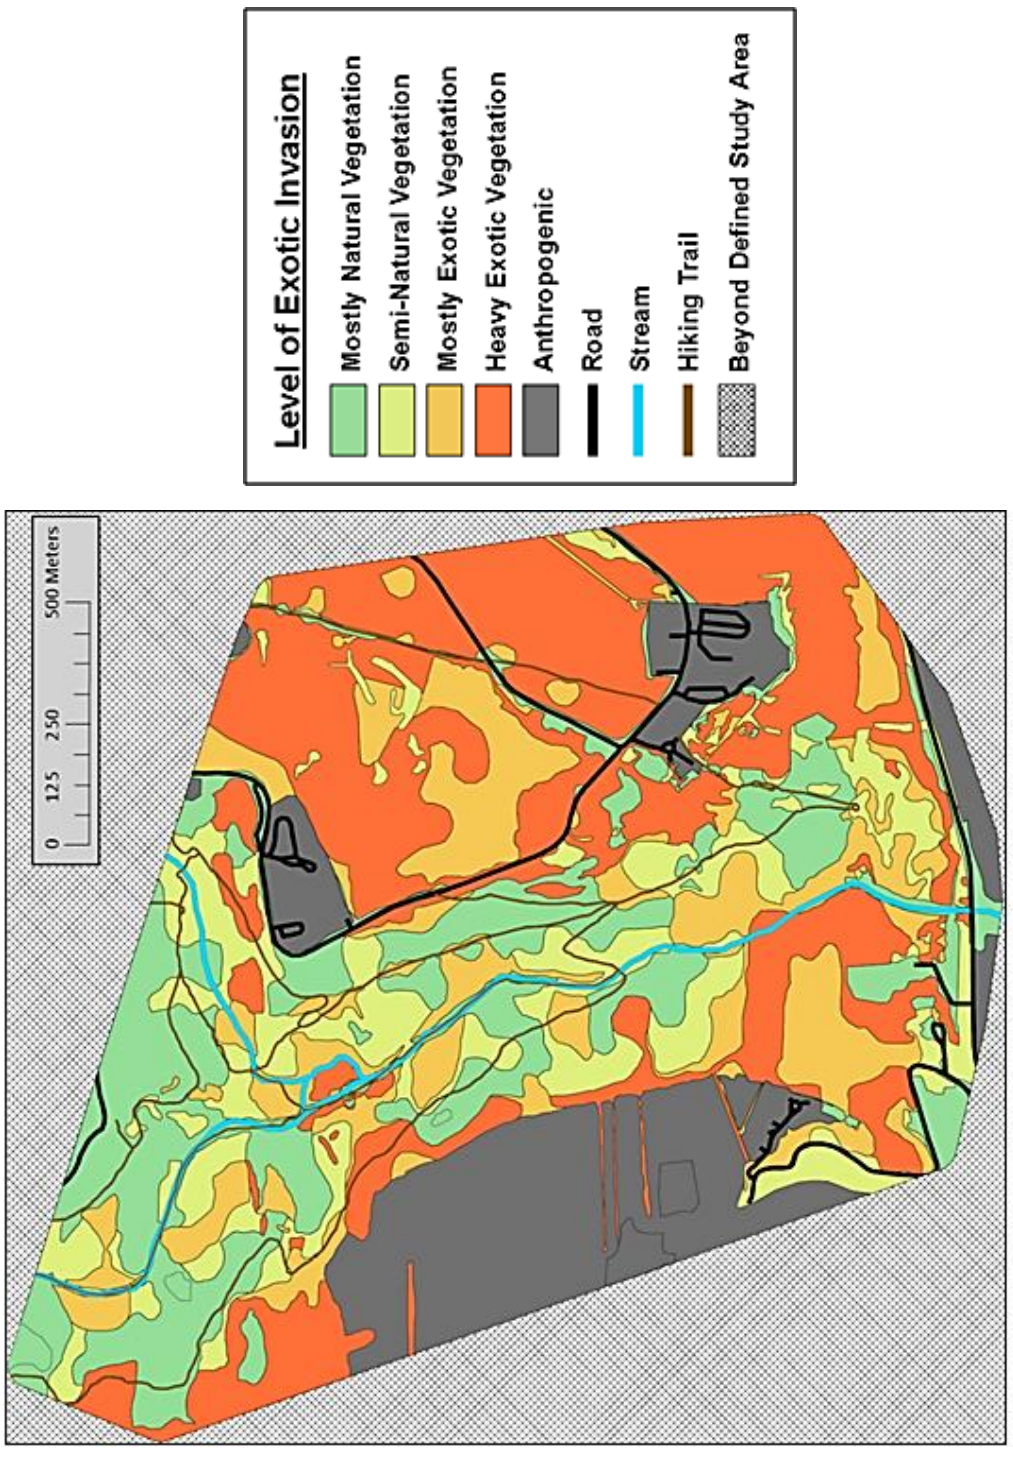 Level of Exotic Invasion
Mostly Natural Vegetation
Semi-Natural Vegetation
Mostly Exotic Vegetation
Heavy Exotic Vegetation
Anthropogenic
Road
Stream
Hiking Trail
Beyond Defined Study Area
0 125 250 500 Meters